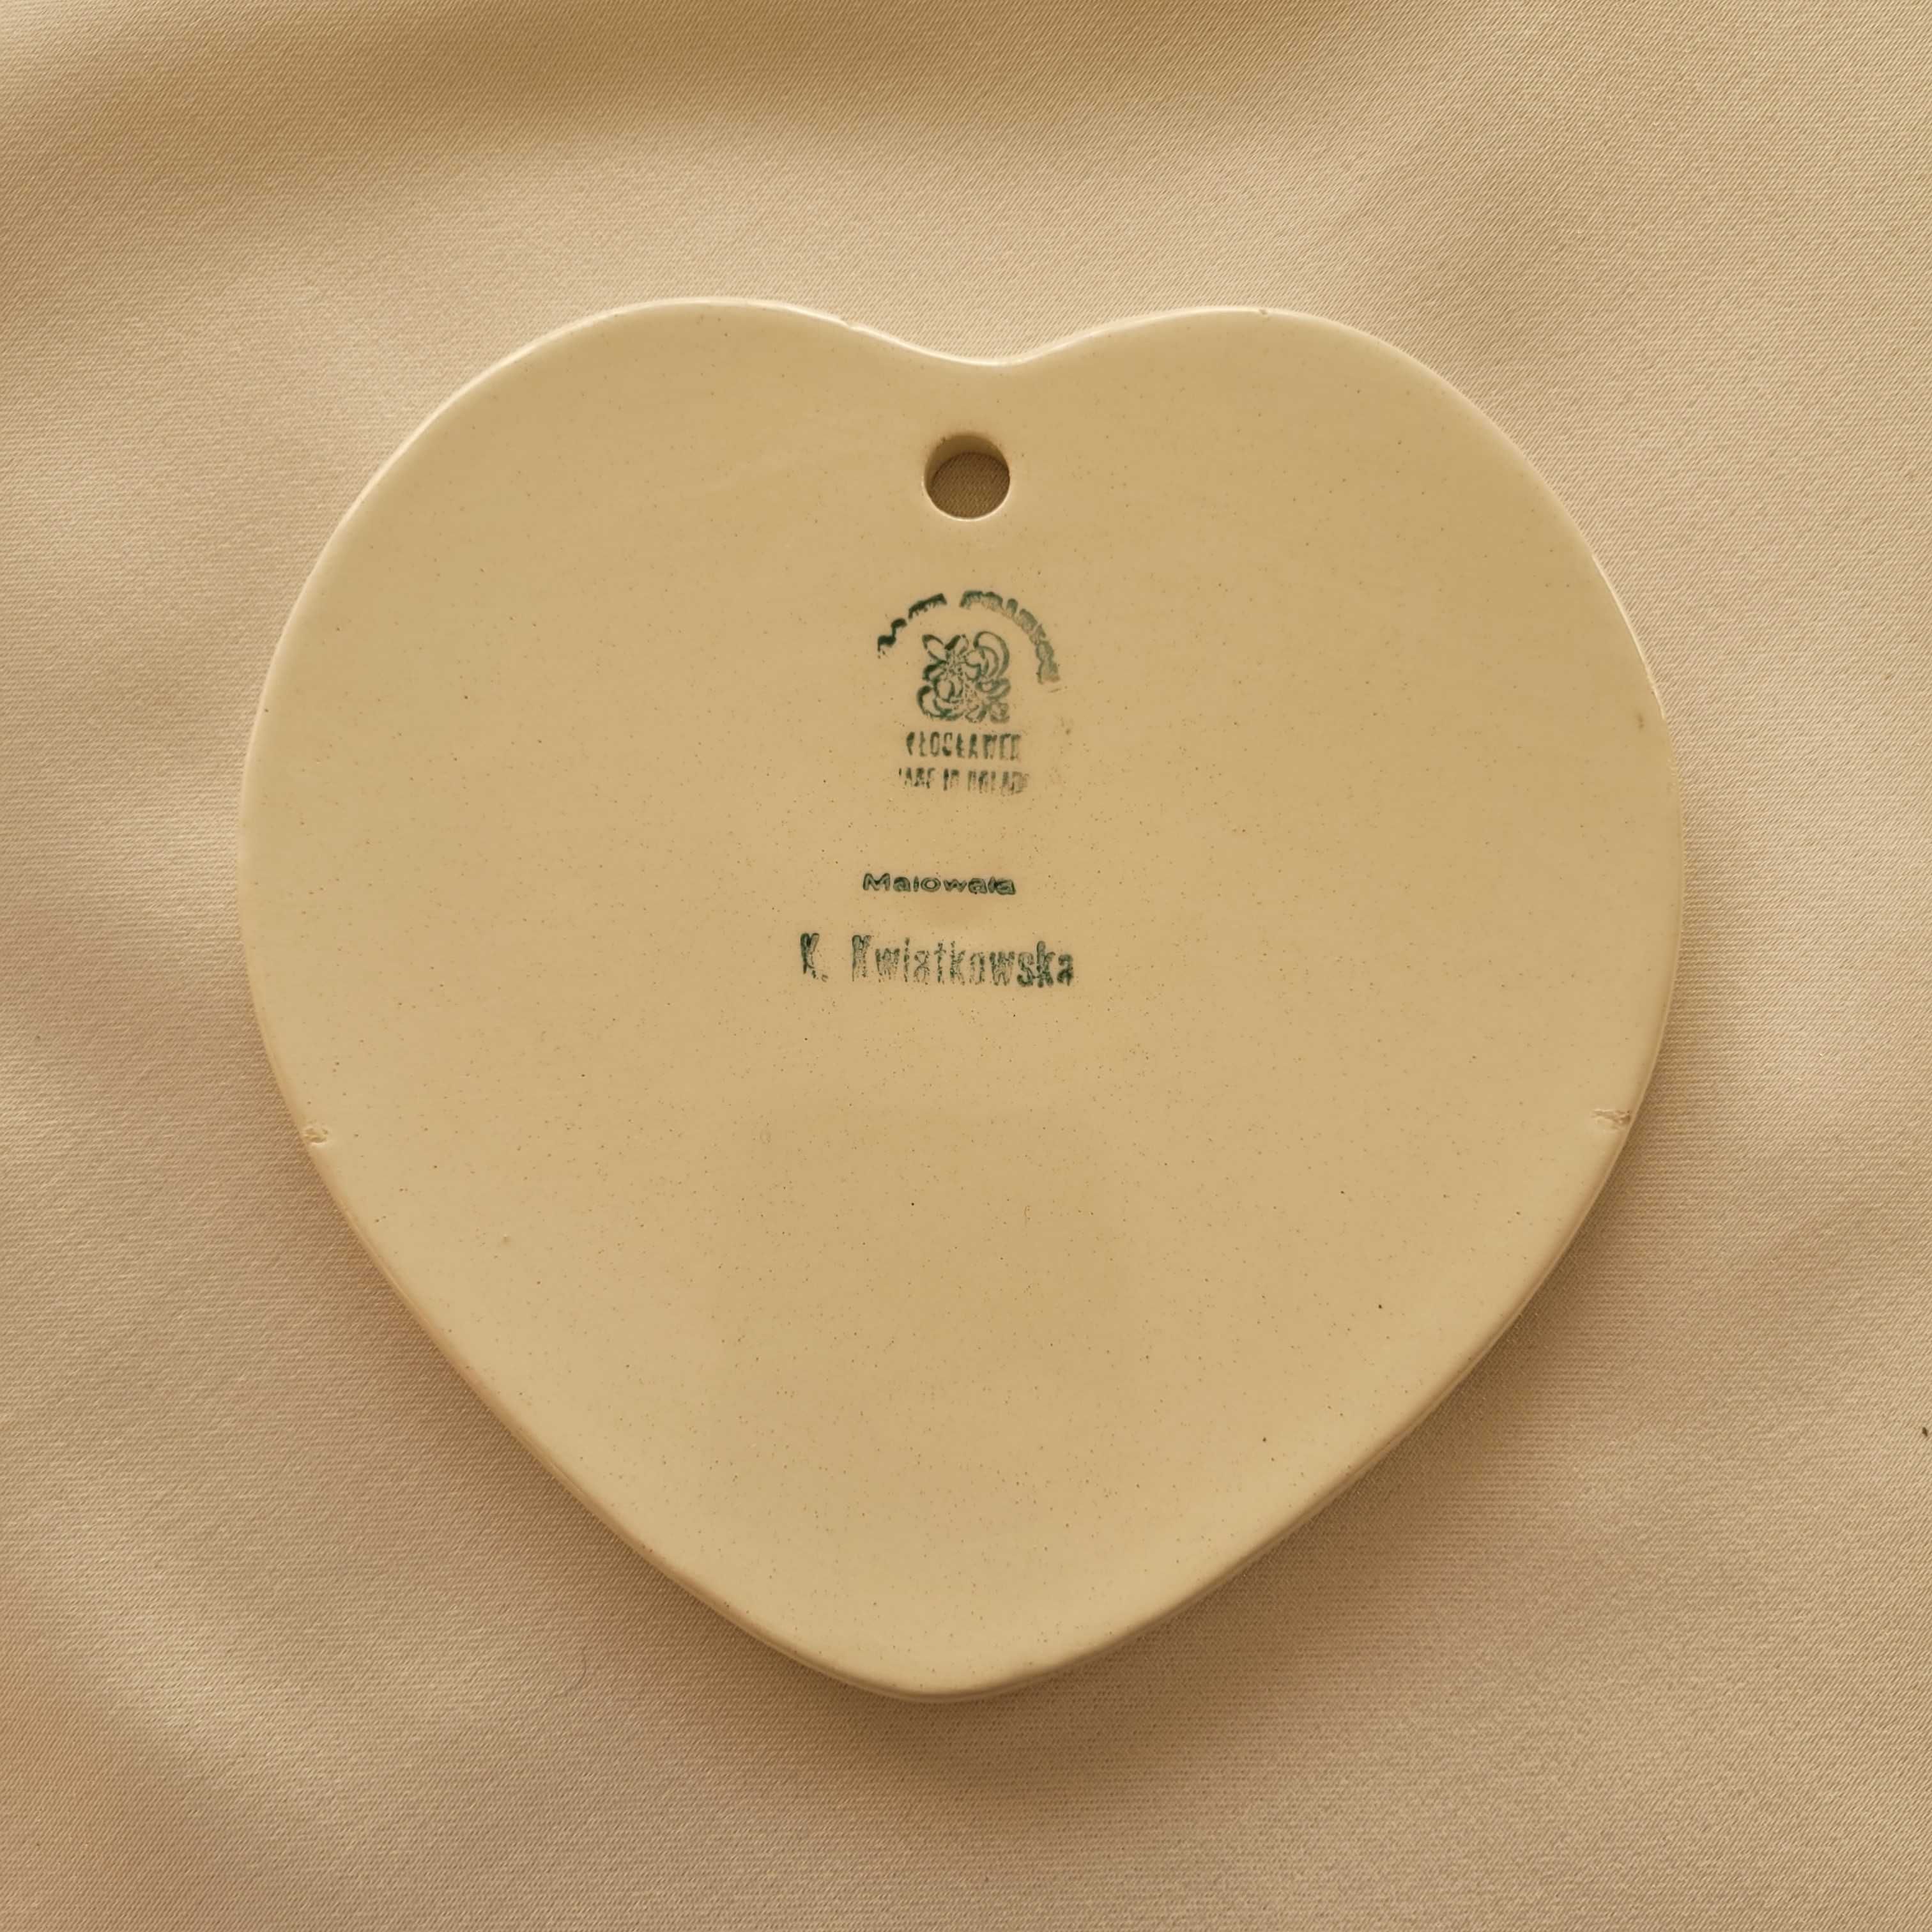 WŁOCŁAWEK
MADE IN POLAND
Malowała
K. Kwiatkowska